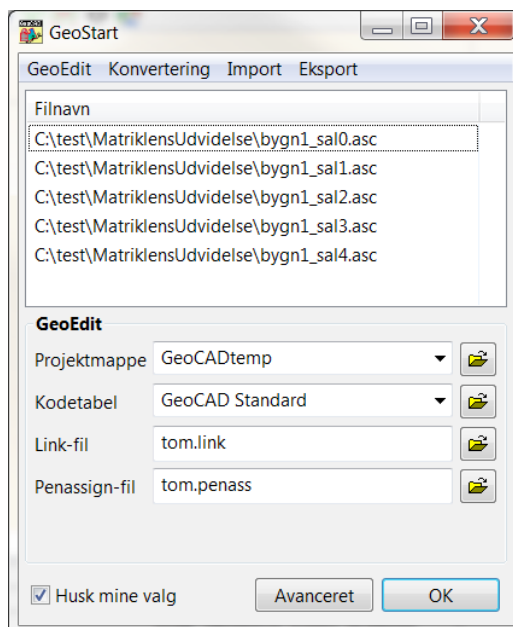 GeoStart
GeoEdit Konvertering Import Eksport
Filnavn
C:\test\MatriklensUdvidelse\bygn1_sal0.asc
C:\test\MatriklensUdvidelse\bygn1_sal1.asc
C:\test\MatriklensUdvidelse\bygn1_sal2.asc
C:\test\MatriklensUdvidelse\bygn1_sal3.asc
C:\test\MatriklensUdvidelse\bygn1_sal4.asc
GeoEdit
Projektmappe GeoCADtemp
Kodetabel GeoCAD Standard
Link-fil tom.link
Penassign-fil tom.penass
Husk mine valg Avanceret OK